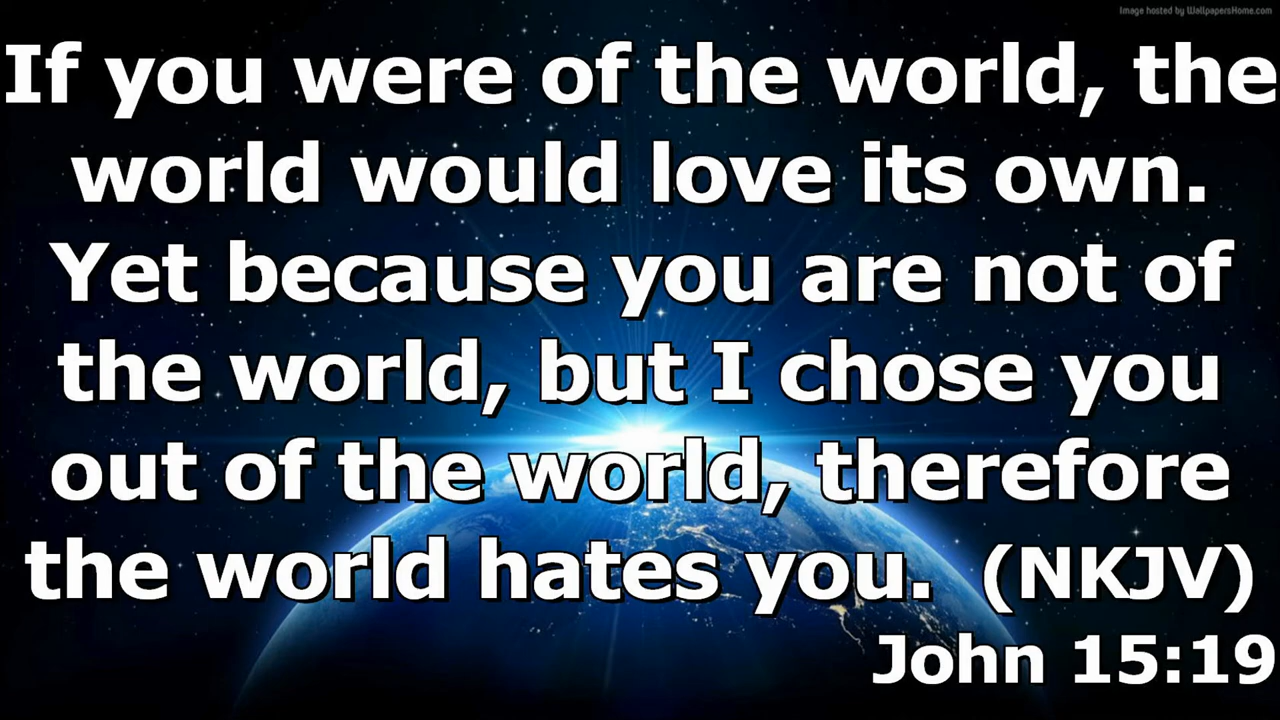 Image hosted by WallpapersHome.com
If you were of the world, the
world would love its own.
Yet because you are not of
the world, but I chose you
out of the world, therefore
the world hates you.  (NKJV)
John 15:19